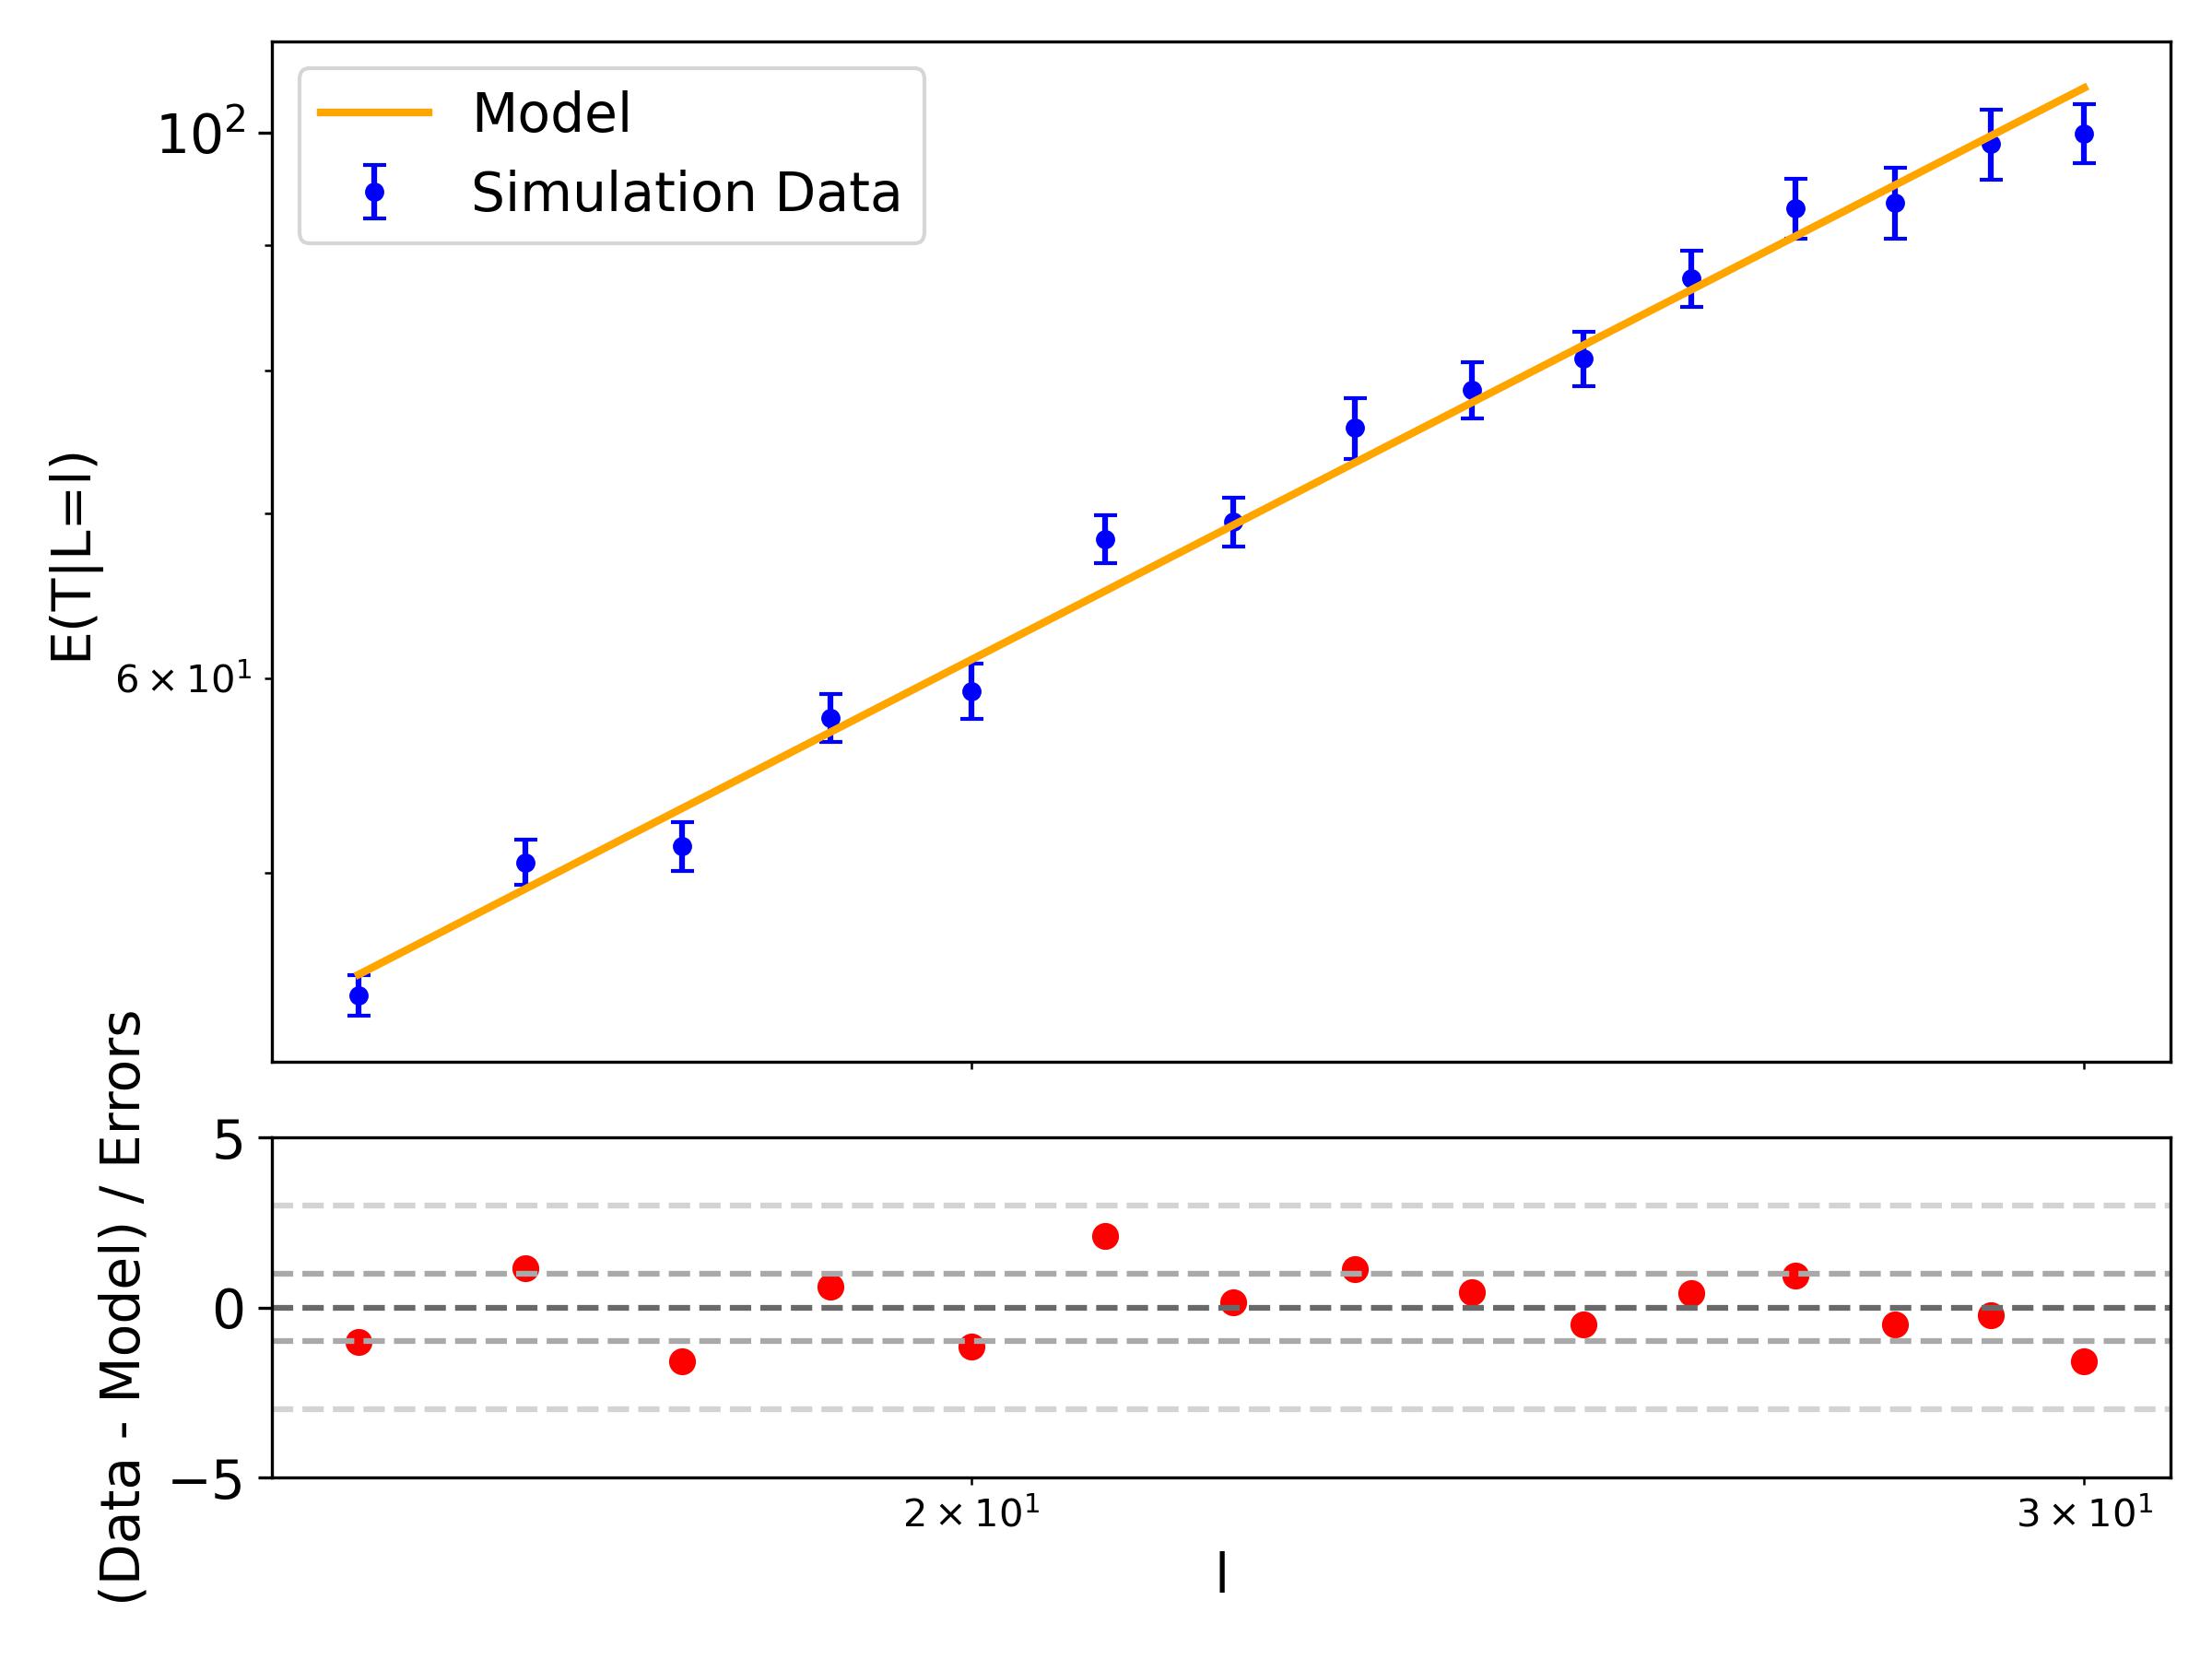 Model
Simulation Data
10²
6 × 10¹
E(T|L=l)
(Data - Model) / Errors
5
0
−5
2 × 10¹
3 × 10¹
l